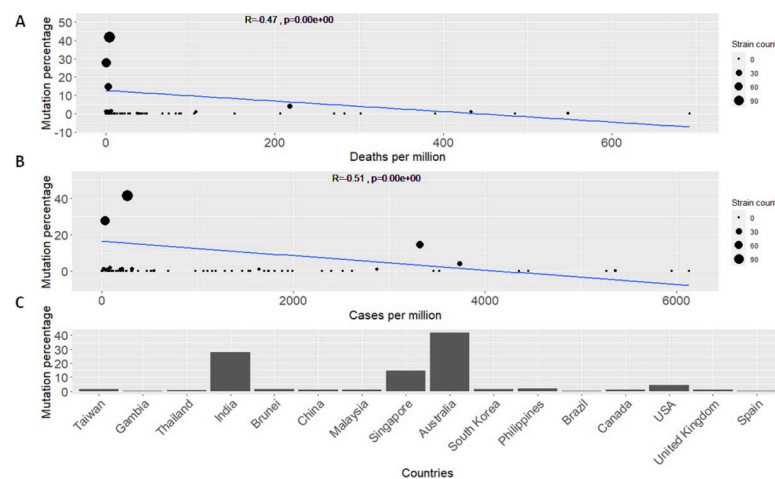 A
R=-0.47 , p=0.00e+00
Mutation percentage
50
40
30
20
10
0
-10
0
200
400
600
Deaths per million
Strain count
0
30
60
90
B
R=-0.51 , p=0.00e+00
Mutation percentage
40
20
0
0
2000
4000
6000
Cases per million
Strain count
0
30
60
90
C
Mutation percentage
40
30
20
10
0
Taiwan
Gambia
Thailand
India
Brunei
China
Malaysia
Singapore
Australia
South Korea
Philippines
Brazil
Canada
USA
United Kingdom
Spain
Countries